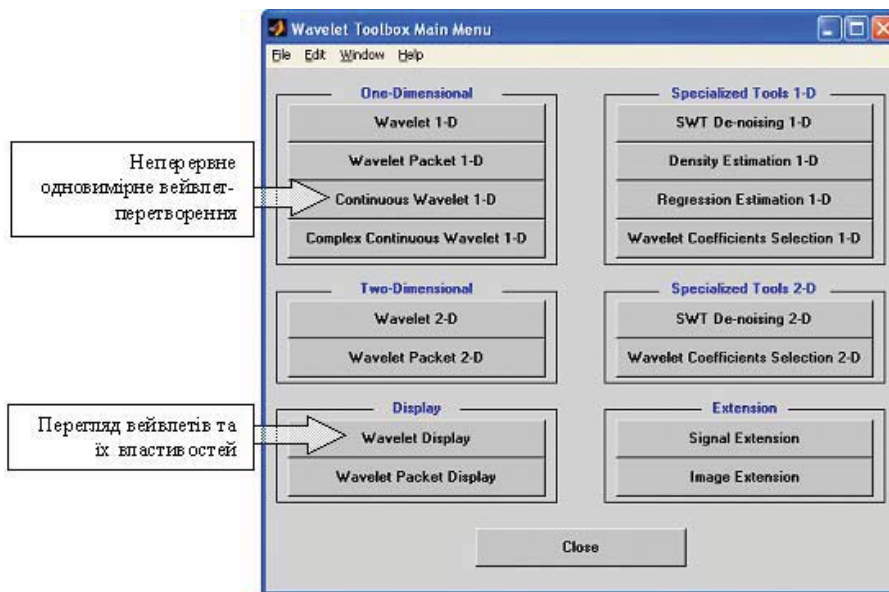 Wavelet Toolbox Main Menu
File Edit Window Help
One-Dimensional
Wavelet 1-D
Wavelet Packet 1-D
Continuous Wavelet 1-D
Complex Continuous Wavelet 1-D
Specialized Tools 1-D
SWT De-noising 1-D
Density Estimation 1-D
Regression Estimation 1-D
Wavelet Coefficients Selection 1-D
Неперервне
одновимірне вейвлет-
перетворення
Two-Dimensional
Wavelet 2-D
Wavelet Packet 2-D
Specialized Tools 2-D
SWT De-noising 2-D
Wavelet Coefficients Selection 2-D
Перегляд вейвлетів та
їх властивостей
Display
Wavelet Display
Wavelet Packet Display
Extension
Signal Extension
Image Extension
Close